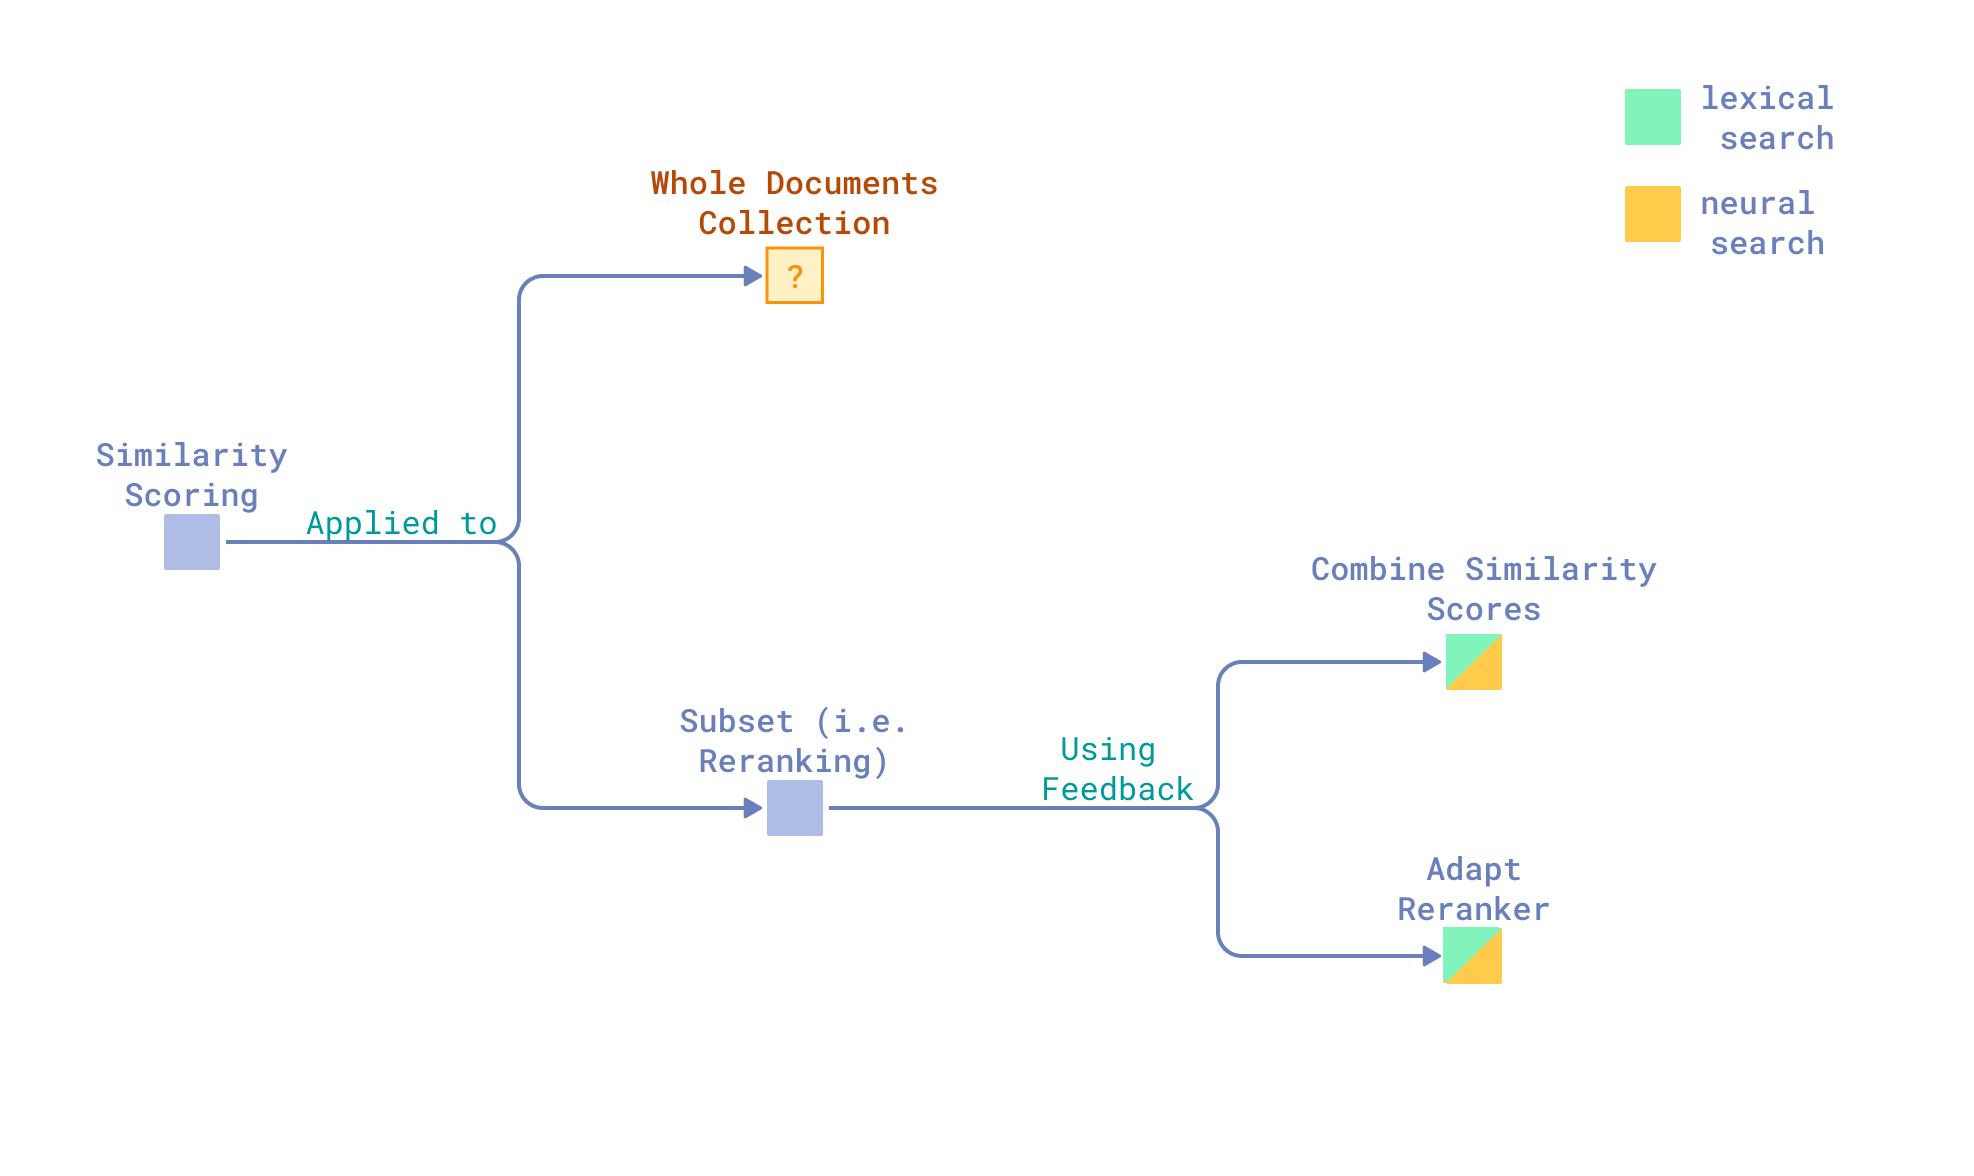 lexical
search
neural
search
Whole Documents
Collection
?
Similarity
Scoring
Applied to
Subset (i.e.
Reranking)
Using
Feedback
Combine Similarity
Scores
Adapt
Reranker